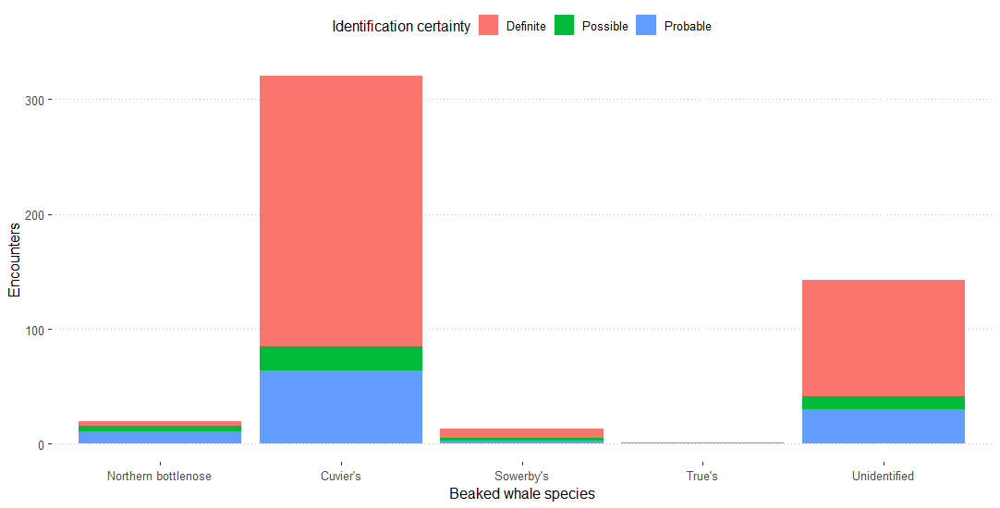 Identification certainty Definite Possible Probable
Encounters
300
200
100
0
Northern bottlenose Cuvier's Sowerby's True's Unidentified
Beaked whale species